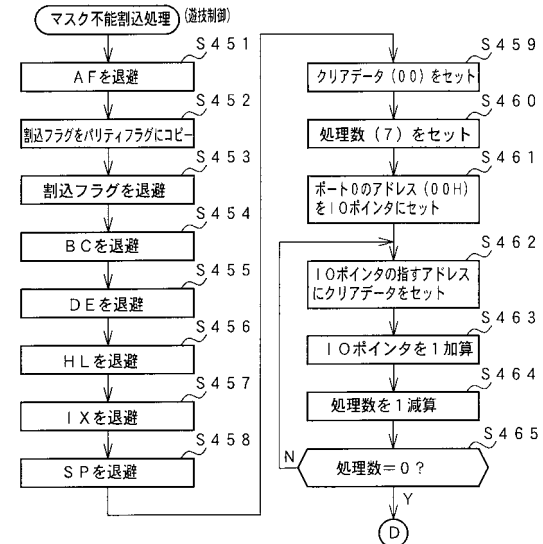 マスク不能割込処理
(遊技制御)
S451
AFを退避
S452
割込フラグをパリティフラグにコピー
S453
割込フラグを退避
S454
BCを退避
S455
DEを退避
S456
HLを退避
S457
IXを退避
S458
SPを退避
S459
クリアデータ(00)をセット
S460
処理数(7)をセット
S461
ポート0のアドレス(00H)
をIOポインタにセット
S462
IOポインタの指すアドレス
にクリアデータをセット
S463
IOポインタを1加算
S464
処理数を1減算
S465
処理数=0?
N
Y
D